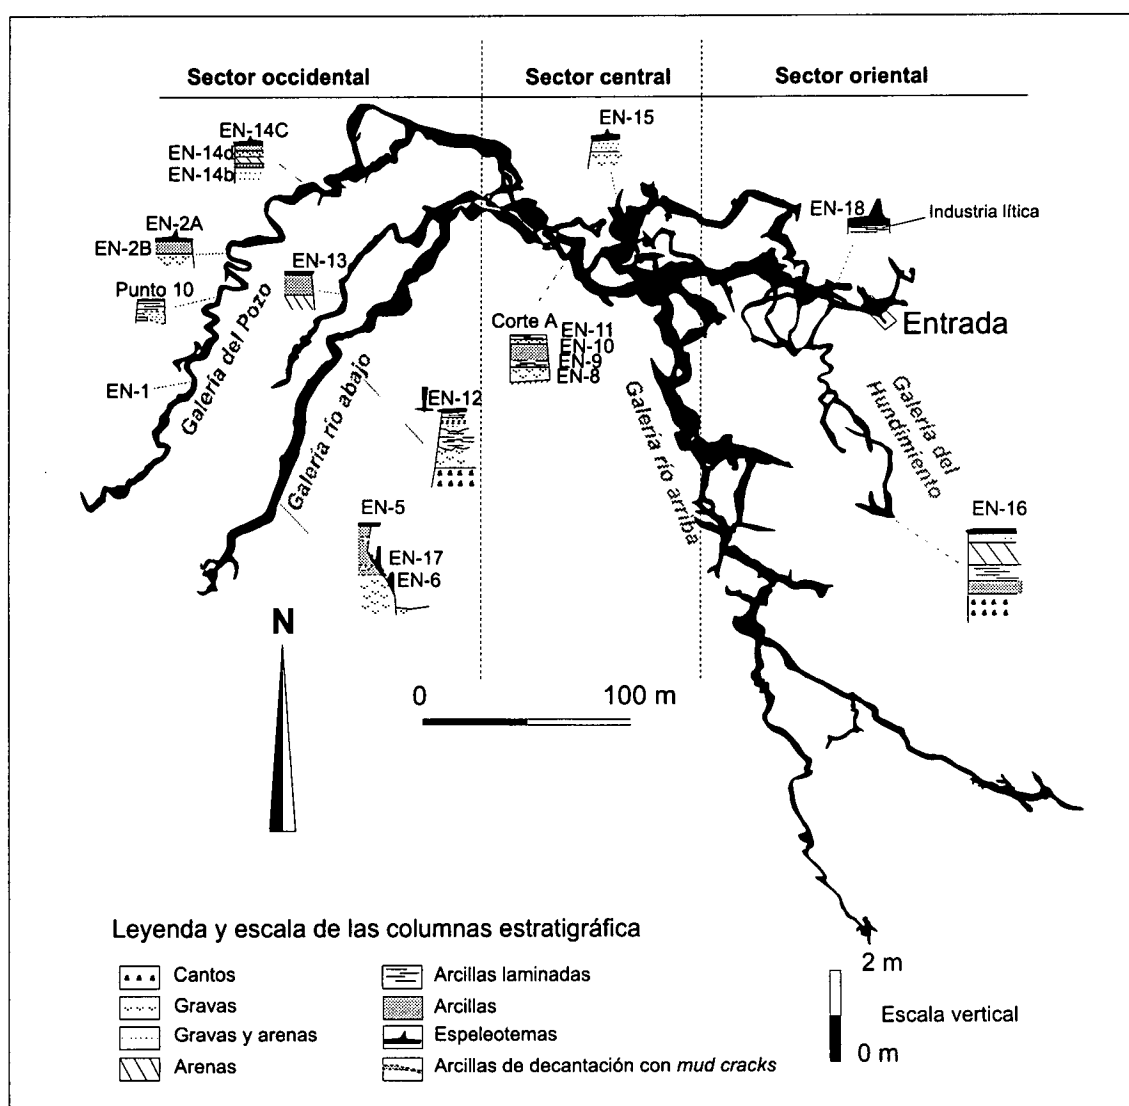 Sector occidental
Sector central
Sector oriental
EN-14C
EN-14d
EN-14b
EN-15
EN-18
Industria lítica
EN-2A
EN-2B
EN-13
Punto 10
Entrada
Corte A
EN-11
EN-10
EN-9
EN-8
EN-1
Galería del Pozo
Galería río abajo
EN-12
Galería río arriba
Galería del
Hundimiento
EN-5
EN-17
EN-6
EN-16
N
0 100 m
Leyenda y escala de las columnas estratigráfica
Cantos
Gravas
Gravas y arenas
Arenas
Arcillas laminadas
Arcillas
Espeleotemas
Arcillas de decantación con mud cracks
2 m
Escala vertical
0 m